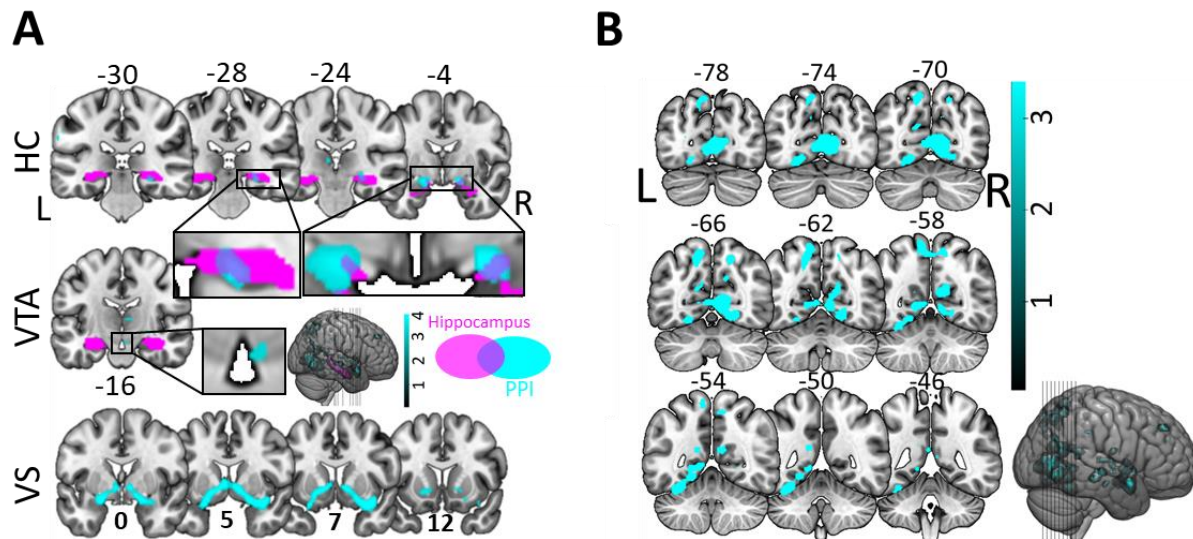 A
-30 -28 -24 -4
HC
L
R
VTA
-16
Hippocampus
PPI
1 2 3 4
VS
0 5 7 12
B
-78 -74 -70
L
R
-66 -62 -58
-54 -50 -46
3
2
1